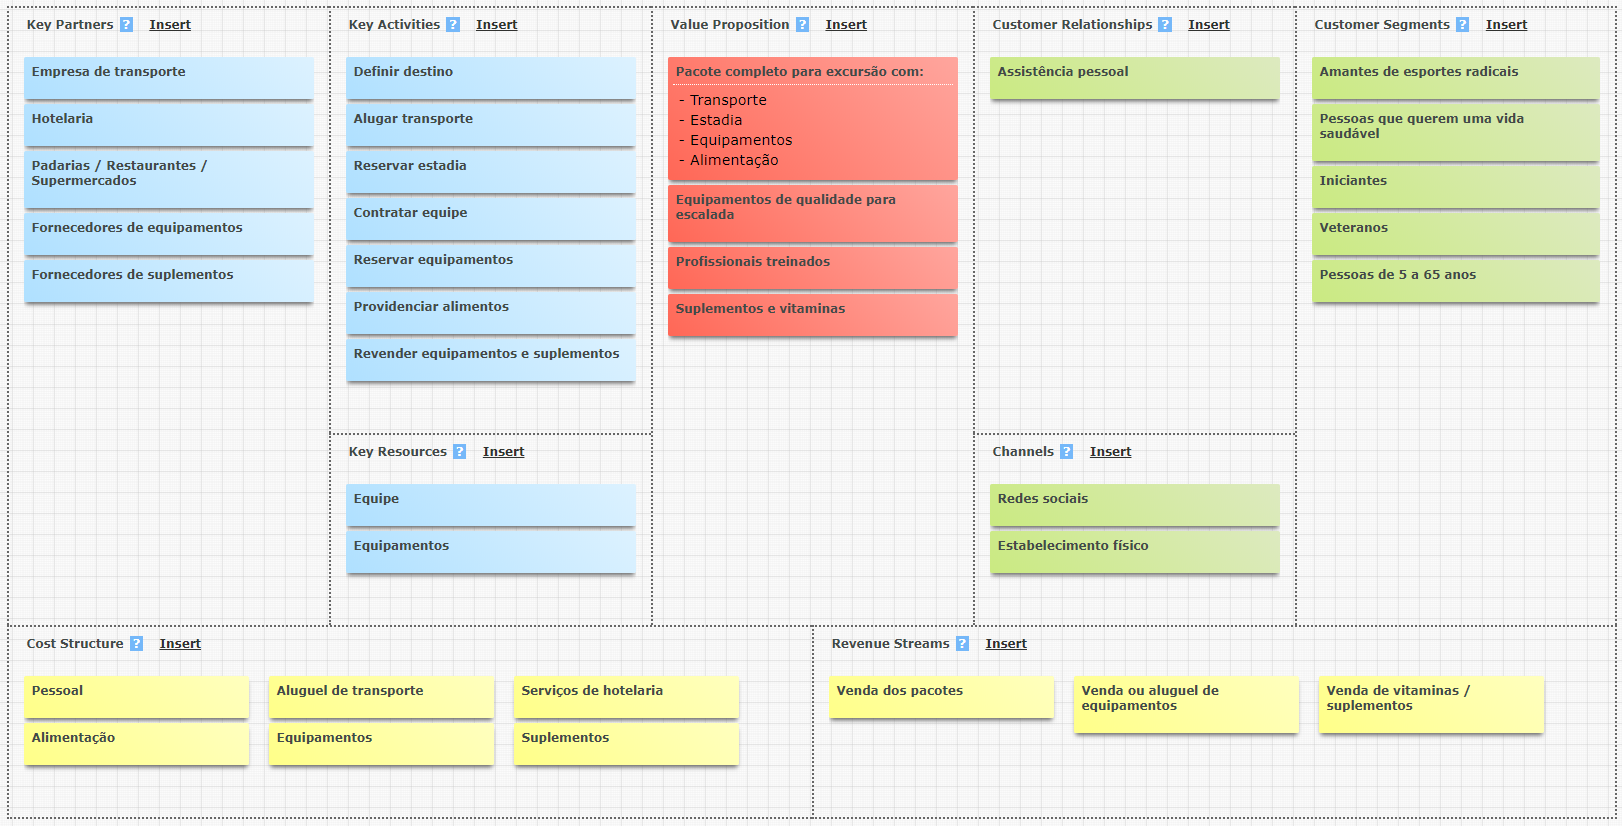 Key Partners ? Insert
Empresa de transporte
Hotelaria
Padarias / Restaurantes /
Supermercados
Fornecedores de equipamentos
Fornecedores de suplementos
Key Activities ? Insert
Definir destino
Alugar transporte
Reservar estadia
Contratar equipe
Reservar equipamentos
Providenciar alimentos
Revender equipamentos e suplementos
Key Resources ? Insert
Equipe
Equipamentos
Value Proposition ? Insert
Pacote completo para excursão com:
- Transporte
- Estadia
- Equipamentos
- Alimentação
Equipamentos de qualidade para
escalada
Profissionais treinados
Suplementos e vitaminas
Customer Relationships ? Insert
Assistência pessoal
Channels ? Insert
Redes sociais
Estabelecimento físico
Customer Segments ? Insert
Amantes de esportes radicais
Pessoas que querem uma vida
saudável
Iniciantes
Veteranos
Pessoas de 5 a 65 anos
Cost Structure ? Insert
Pessoal
Aluguel de transporte
Serviços de hotelaria
Alimentação
Equipamentos
Suplementos
Revenue Streams ? Insert
Venda dos pacotes
Venda ou aluguel de
equipamentos
Venda de vitaminas /
suplementos